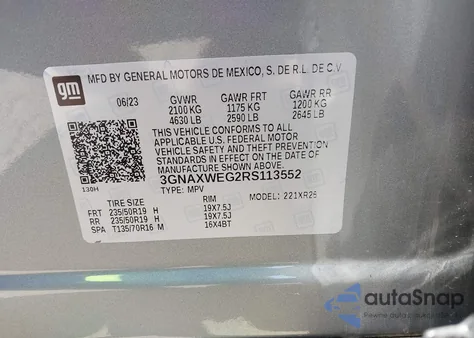 gm
MFD BY GENERAL MOTORS DE MEXICO, S. DE R.L. DE C.V.
06/23 GVWR GAWR FRT GAWR RR
2100 KG 1175 KG 1200 KG
4630 LB 2590 LB 2645 LB
THIS VEHICLE CONFORMS TO ALL
APPLICABLE U.S. FEDERAL MOTOR
VEHICLE SAFETY AND THEFT PREVENTION
STANDARDS IN EFFECT ON THE DATE OF
MANUFACTURE SHOWN ABOVE.
3GNAXWEG2RS113552
130H TYPE: MPV MODEL: 221XR26
TIRE SIZE RIM
FRT 235/50R19 H 19X7.5J
RR 235/50R19 H 19X7.5J
SPA T135/70R16 M 16X4BT
autoSnap